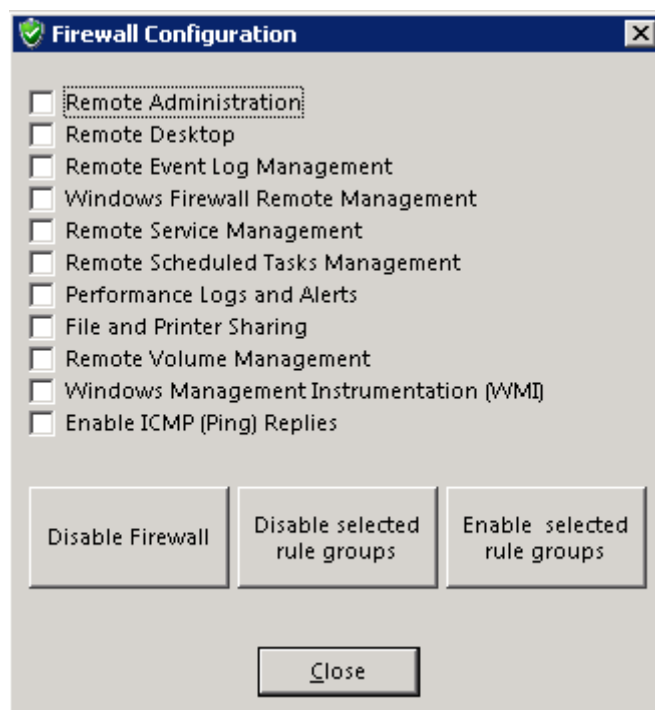 Firewall Configuration
Remote Administration
Remote Desktop
Remote Event Log Management
Windows Firewall Remote Management
Remote Service Management
Remote Scheduled Tasks Management
Performance Logs and Alerts
File and Printer Sharing
Remote Volume Management
Windows Management Instrumentation (WMI)
Enable ICMP (Ping) Replies
Disable Firewall
Disable selected
rule groups
Enable selected
rule groups
Close